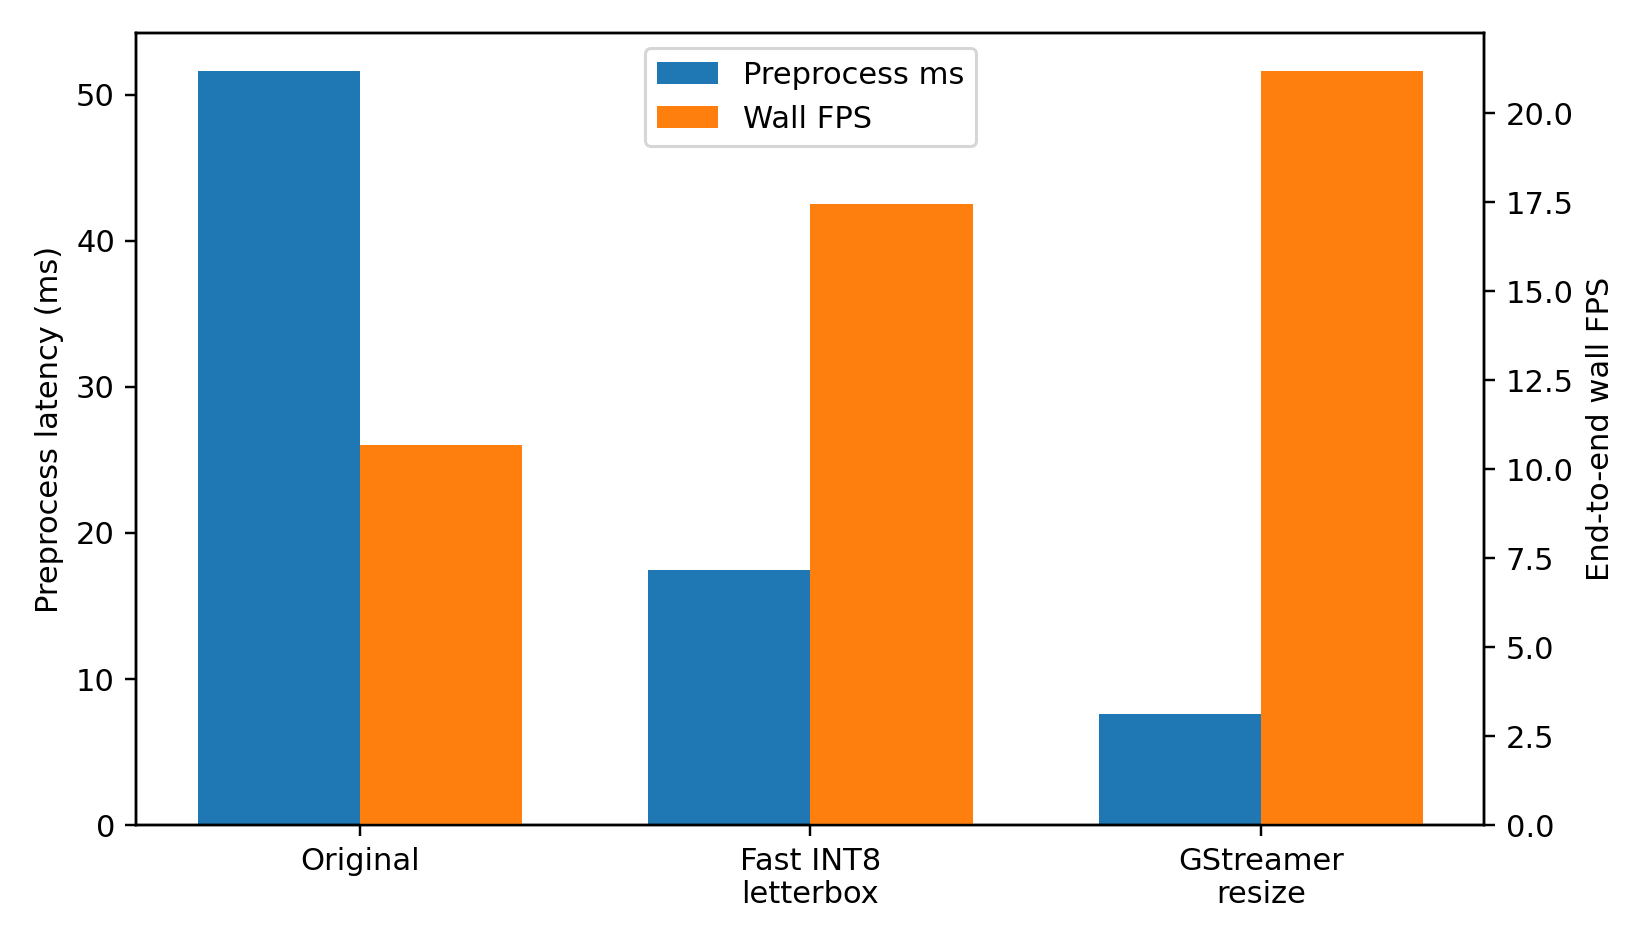 Preprocess ms
Wall FPS
Preprocess latency (ms)
50
40
30
20
10
0
End-to-end wall FPS
20.0
17.5
15.0
12.5
10.0
7.5
5.0
2.5
0.0
Original
Fast INT8
letterbox
GStreamer
resize